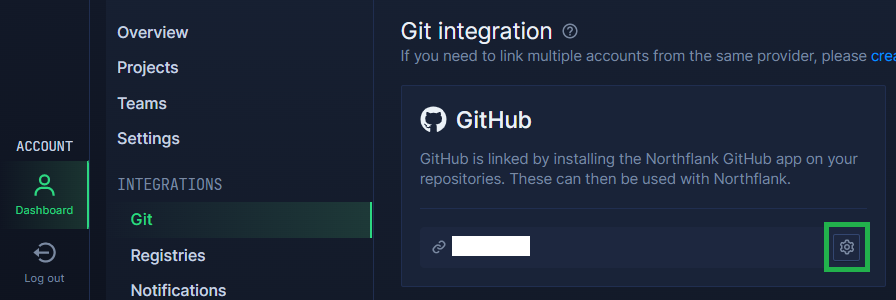 ACCOUNT
Dashboard
Log out
Overview
Projects
Teams
Settings
INTEGRATIONS
Git
Registries
Notifications
Git integration
If you need to link multiple accounts from the same provider, please
GitHub
GitHub is linked by installing the Northflank GitHub app on your
repositories. These can then be used with Northflank.